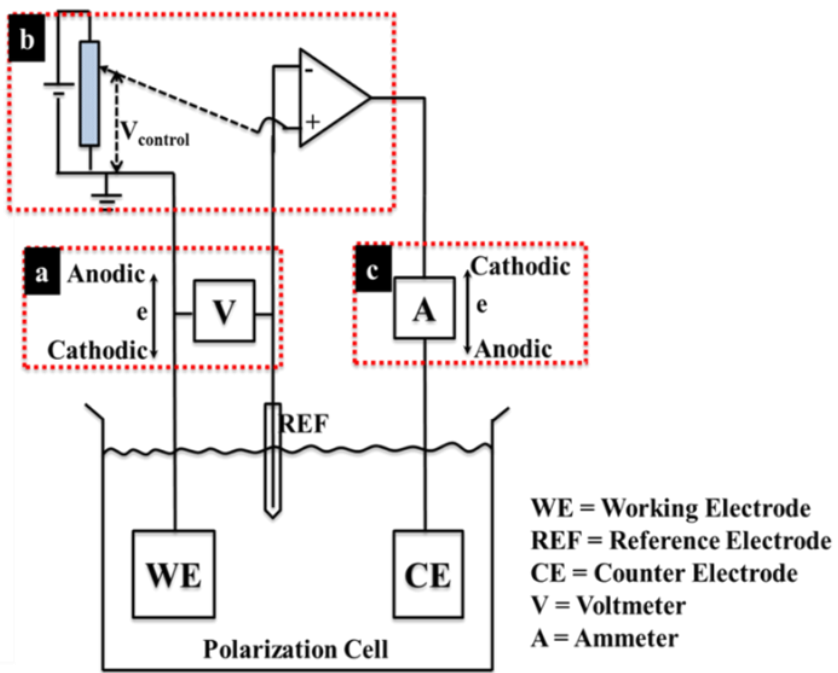 b
-
+
V control
a Anodic
e
Cathodic
V
c
Cathodic
A
e
Anodic
REF
WE
CE
Polarization Cell
WE = Working Electrode
REF = Reference Electrode
CE = Counter Electrode
V = Voltmeter
A = Ammeter